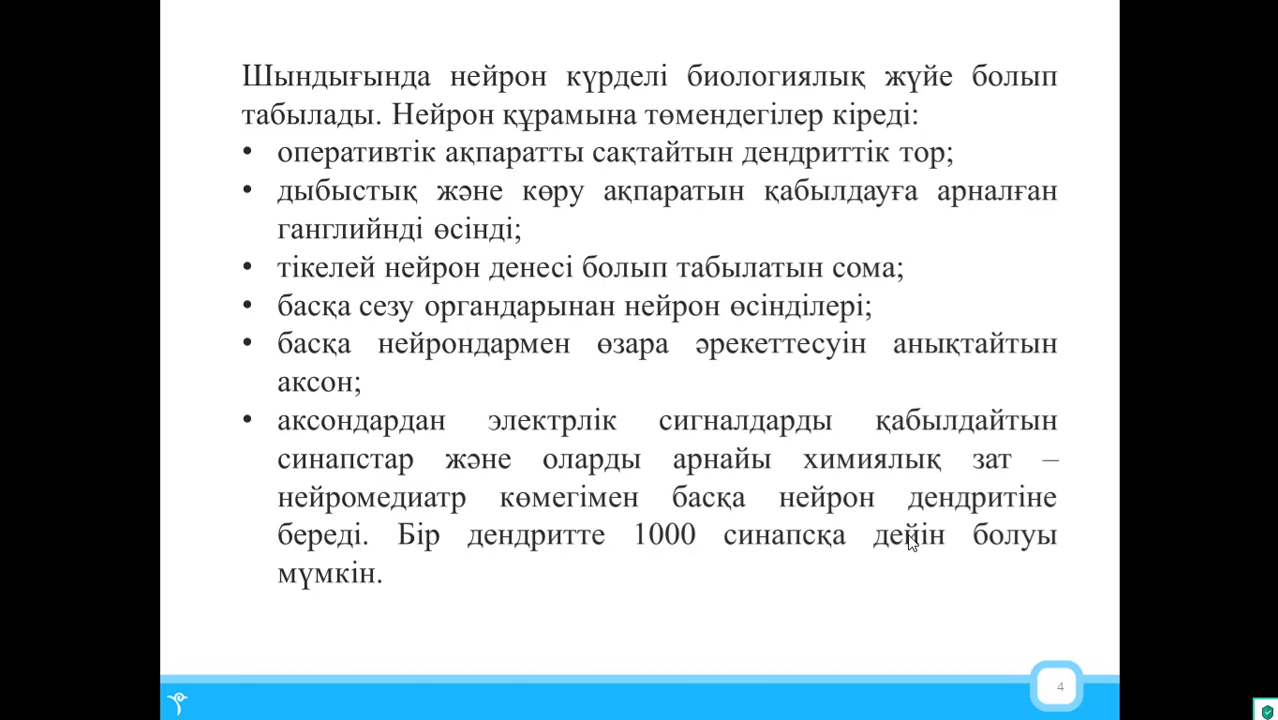 Шындығында нейрон күрделі биологиялық жүйе болып
табылады. Нейрон құрамына төмендегілер кіреді:
• оперативтік ақпаратты сақтайтын дендриттік тор;
• дыбыстық және көру ақпаратын қабылдауға арналған
ганглийнді өсінді;
• тікелей нейрон денесі болып табылатын сома;
• басқа сезу органдарынан нейрон өсінділері;
• басқа нейрондармен өзара әрекеттесуін анықтайтын
аксон;
• аксондардан электрлік сигналдарды қабылдайтын
синапстар және оларды арнайы химиялық зат –
нейромедиатр көмегімен басқа нейрон дендритіне
береді. Бір дендритте 1000 синапсқа дейін болуы
мүмкін.
4